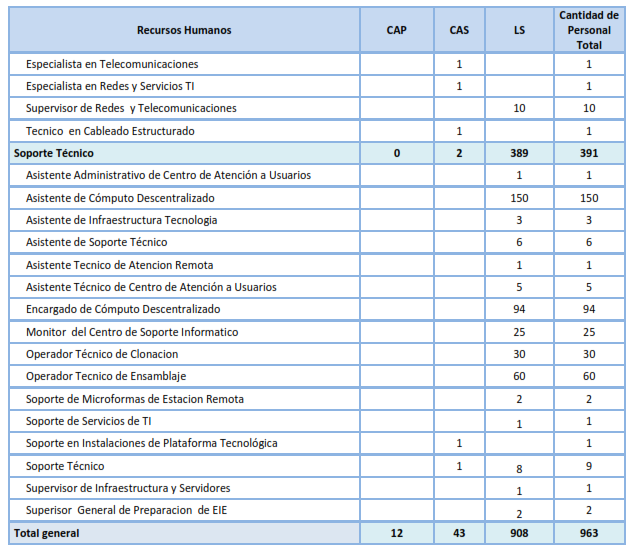 Recursos Humanos CAP CAS LS Cantidad de Personal Total
Especialista en Telecomunicaciones 1 1
Especialista en Redes y Servicios TI 1 1
Supervisor de Redes y Telecomunicaciones 10 10
Tecnico en Cableado Estructurado 1 1
Soporte Técnico 0 2 389 391
Asistente Administrativo de Centro de Atención a Usuarios 1 1
Asistente de Cómputo Descentralizado 150 150
Asistente de Infraestructura Tecnologia 3 3
Asistente de Soporte Técnico 6 6
Asistente Tecnico de Atencion Remota 1 1
Asistente Técnico de Centro de Atención a Usuarios 5 5
Encargado de Cómputo Descentralizado 94 94
Monitor del Centro de Soporte Informatico 25 25
Operador Técnico de Clonacion 30 30
Operador Tecnico de Ensamblaje 60 60
Soporte de Microformas de Estacion Remota 2 2
Soporte de Servicios de TI 1 1
Soporte en Instalaciones de Plataforma Tecnológica 1 1
Soporte Técnico 1 8 9
Supervisor de Infraestructura y Servidores 1 1
Superisor General de Preparacion de EIE 2 2
Total general 12 43 908 963